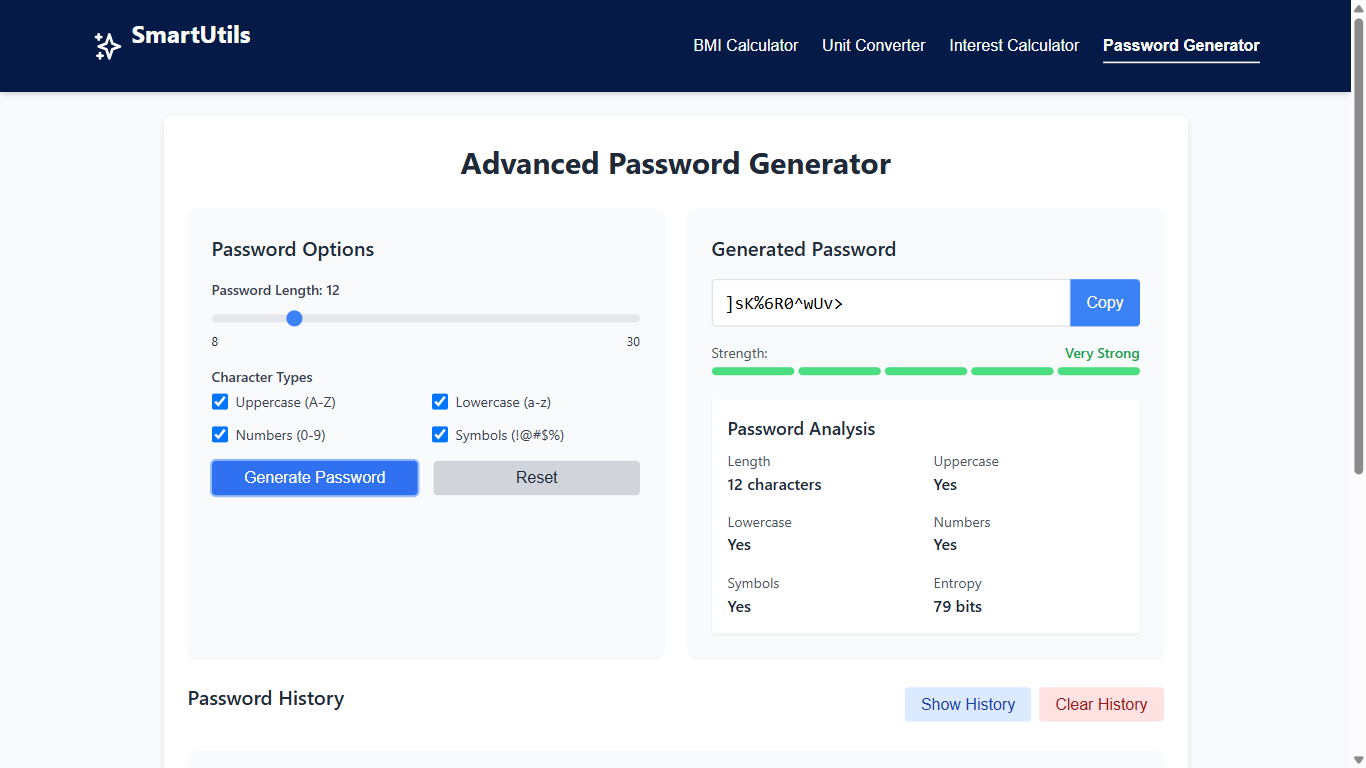 SmartUtils
BMI Calculator
Unit Converter
Interest Calculator
Password Generator
Advanced Password Generator
Password Options
Password Length: 12
8
30
Character Types
Uppercase (A-Z)
Lowercase (a-z)
Numbers (0-9)
Symbols (!@#$%)
Generate Password
Reset
Generated Password
]sK%6R0^wUv>
Copy
Strength:
Very Strong
Password Analysis
Length
12 characters
Uppercase
Yes
Lowercase
Yes
Numbers
Yes
Symbols
Yes
Entropy
79 bits
Password History
Show History
Clear History